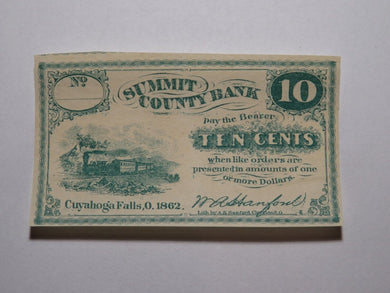 No
SUMMIT
COUNTY BANK
10
Pay the Bearer
TEN CENTS
when like orders are
presented in amounts of one
or more Dollars.
Cuyahoga Falls, O. 1862.